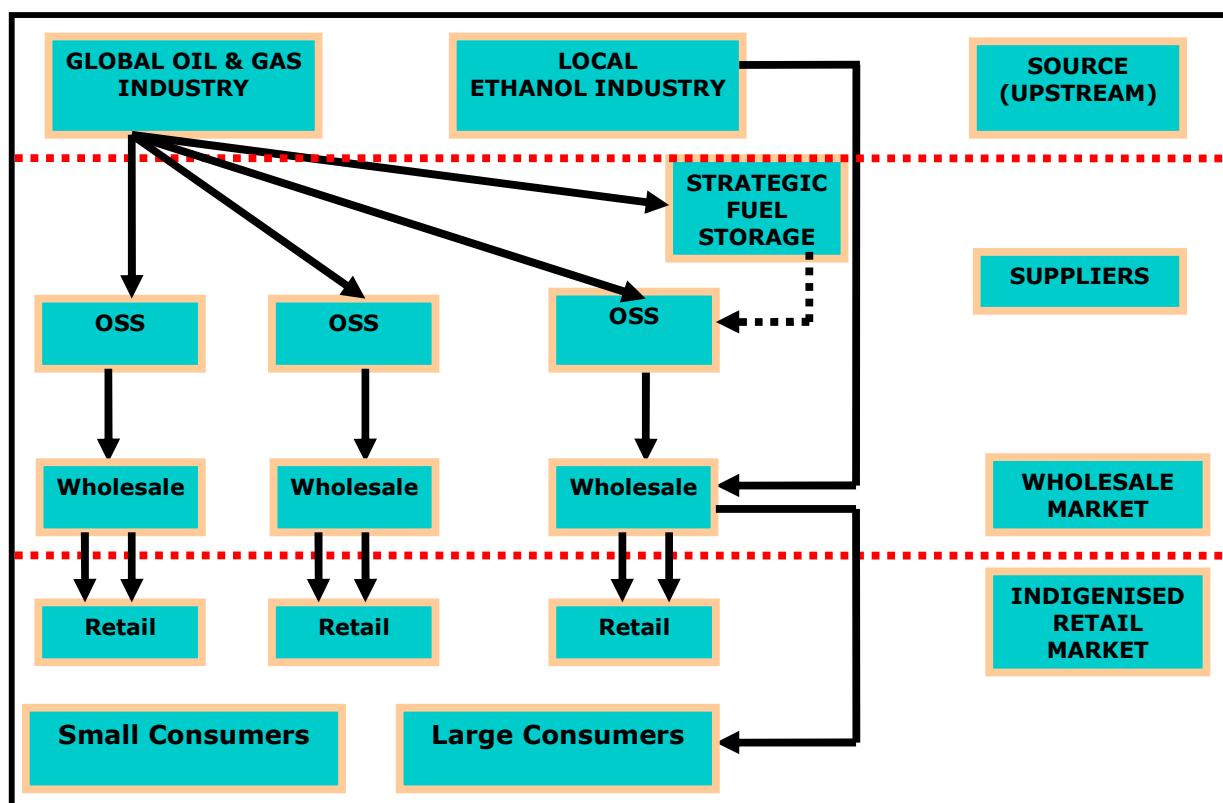 GLOBAL OIL & GAS
INDUSTRY
LOCAL
ETHANOL INDUSTRY
SOURCE
(UPSTREAM)
STRATEGIC
FUEL
STORAGE
SUPPLIERS
OSS
OSS
OSS
Wholesale
Wholesale
Wholesale
WHOLESALE
MARKET
Retail
Retail
Retail
INDIGENISED
RETAIL
MARKET
Small Consumers
Large Consumers